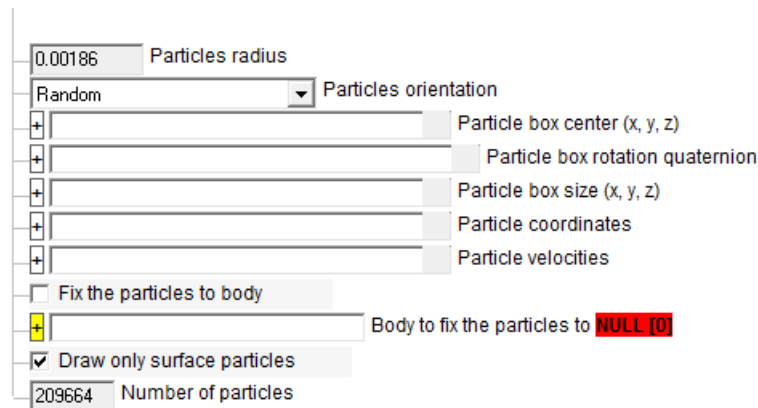 0.00186 Particles radius
Random Particles orientation
+ Particle box center (x, y, z)
+ Particle box rotation quaternion
+ Particle box size (x, y, z)
+ Particle coordinates
+ Particle velocities
Fix the particles to body
+ Body to fix the particles to NULL [0]
Draw only surface particles
209664 Number of particles